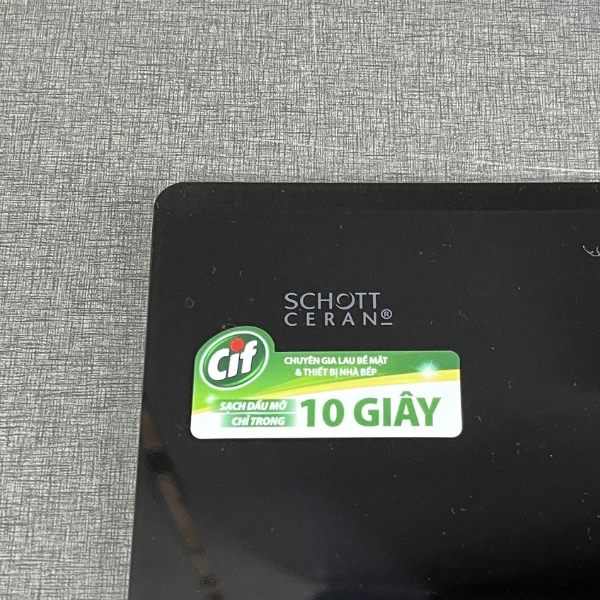 SCHOTT
CERAN®
Cif
CHUYÊN GIA LAU BỀ MẶT
& THIẾT BỊ NHÀ BẾP
SẠCH DẦU MỠ
CHỈ TRONG
10 GIÂY